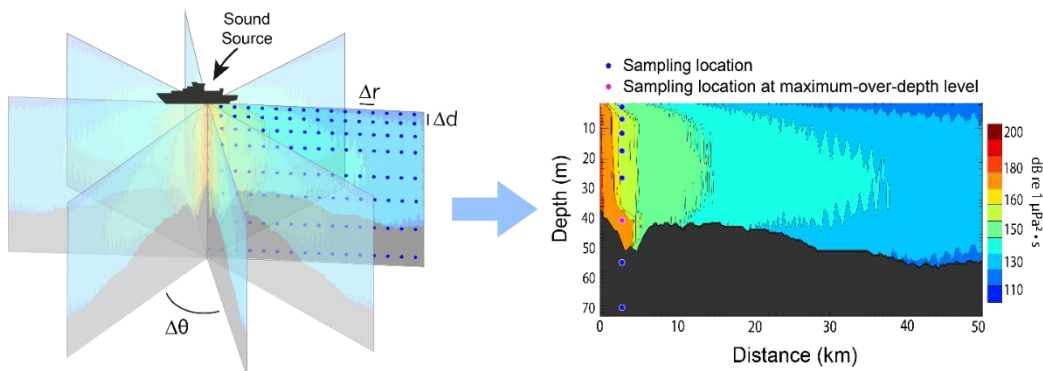 Sound
Source
Δr
Δd
Δθ
Sampling location
Sampling location at maximum-over-depth level
Depth (m)
10
20
30
40
50
60
70
0
10
20
30
40
50
Distance (km)
200
180
160
150
140
130
120
110
dB re 1 µPa²·s